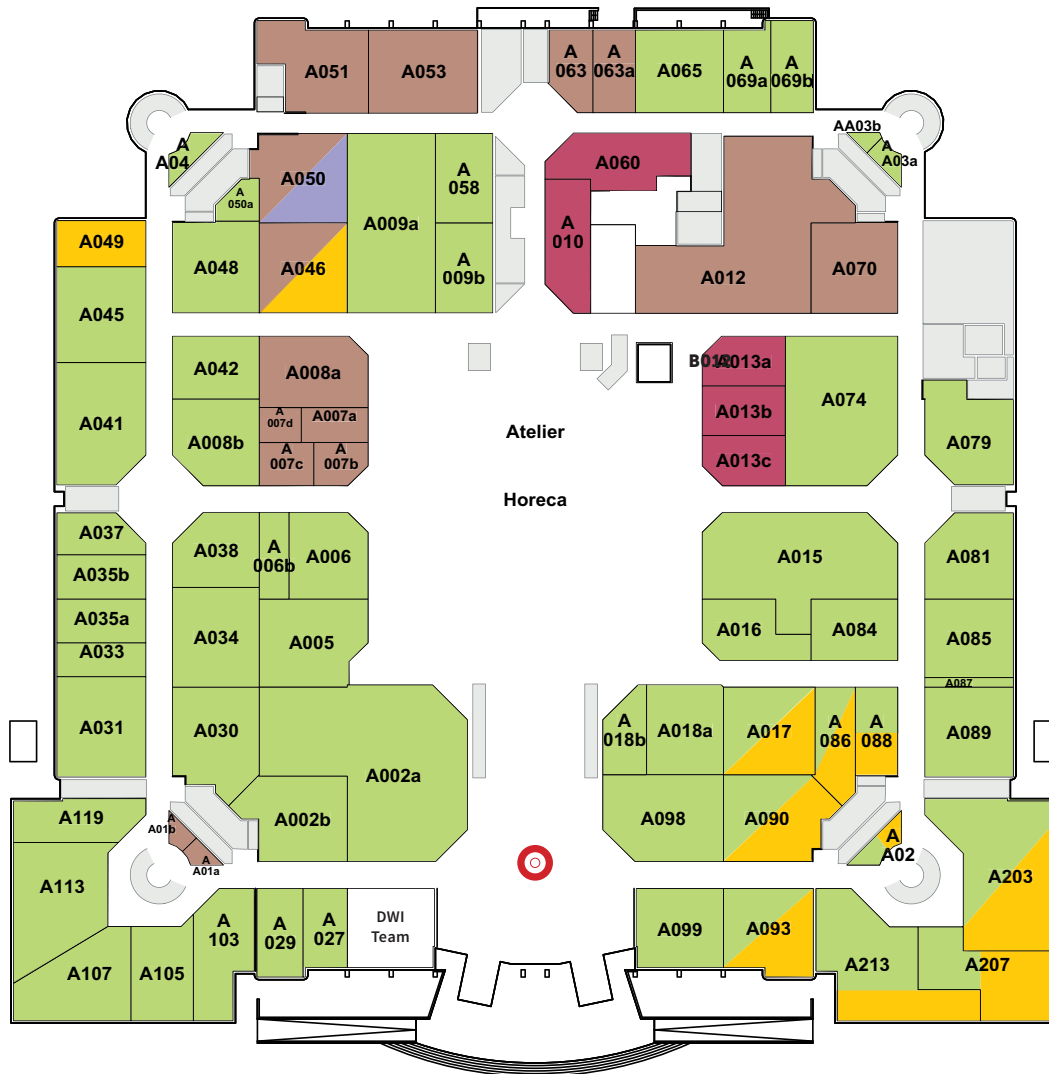 A051
A053
A
063
A
063a
A065
A
069a
A
069b
A
A04
AA03b
A
A03a
A050
A
050a
A009a
A
058
A060
A
010
A049
A048
A046
A
009b
A012
A070
A045
A042
A008a
B012
A013a
A074
A041
A008b
A
007d
A007a
A
007c
A
007b
A013b
A013c
A079
Atelier
Horeca
A037
A038
A
006b
A006
A015
A081
A035b
A035a
A034
A005
A016
A084
A085
A033
A087
A031
A030
A002a
A
018b
A018a
A017
A
086
A
088
A089
A119
A
A01b
A
A01a
A002b
A098
A090
A
A02
A203
A113
A
103
A
029
A
027
DWI
Team
A099
A093
A107
A105
A213
A207